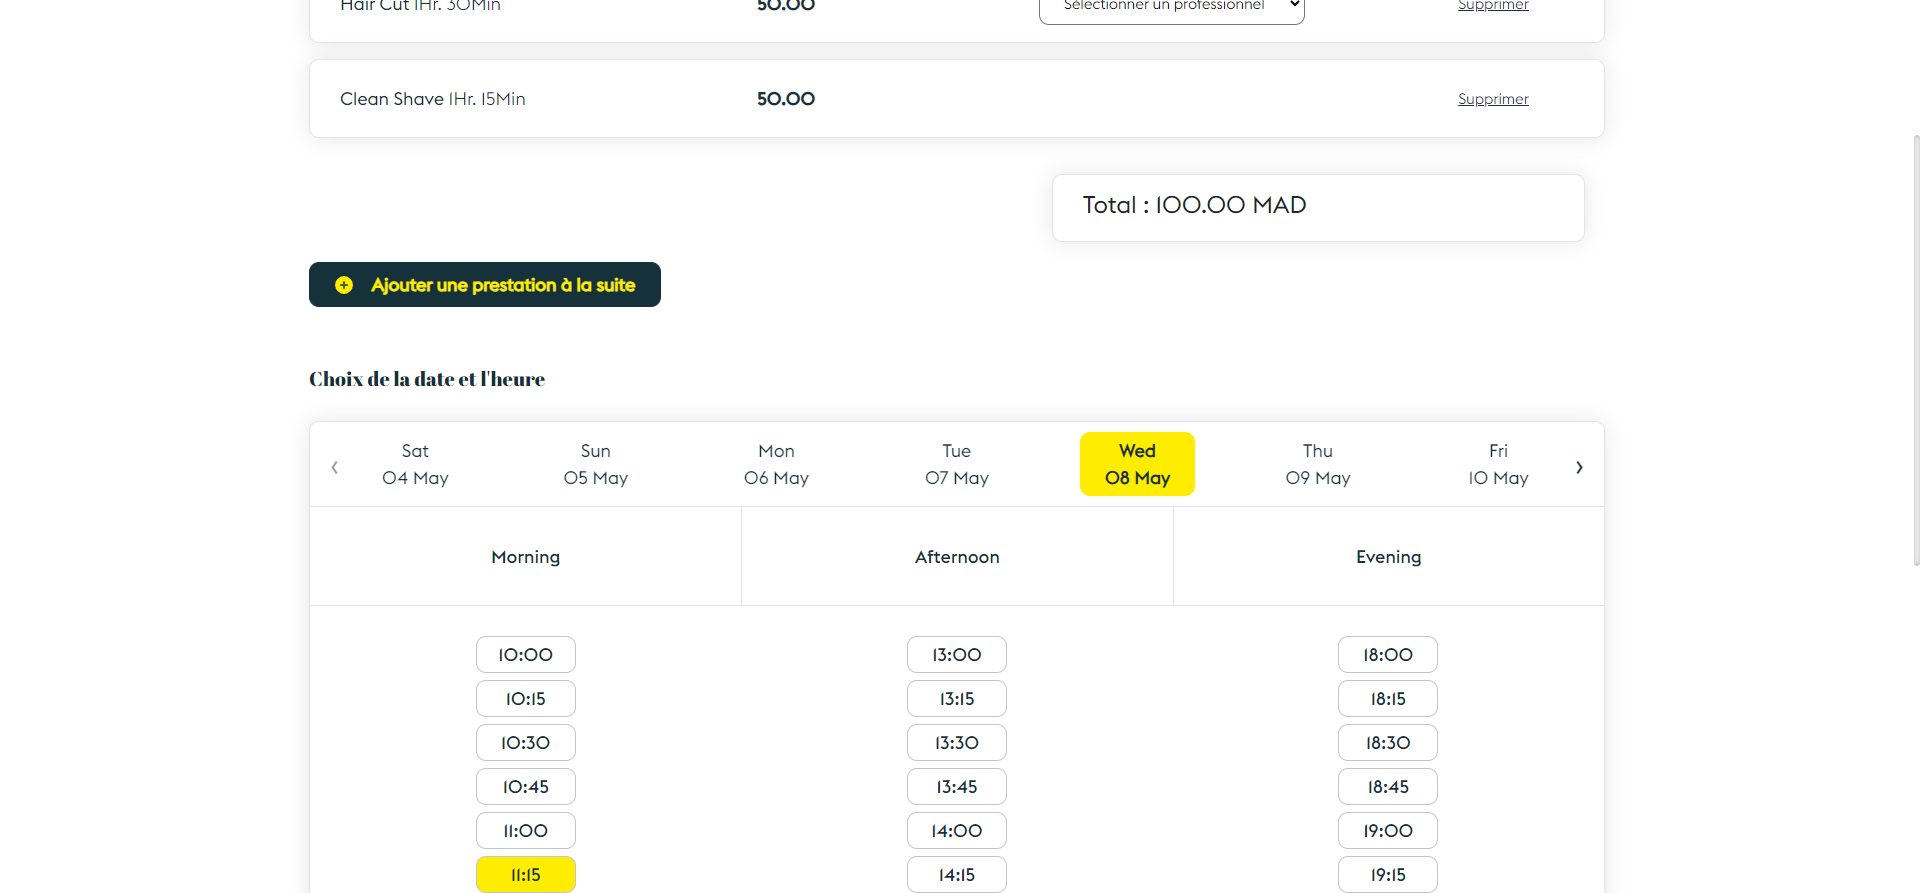 Hair Cut 1Hr. 30Min 50.00 Sélectionner un professionnel Supprimer
Clean Shave 1Hr. 15Min 50.00 Supprimer
Total : 100.00 MAD
Ajouter une prestation à la suite
Choix de la date et l'heure
Sat Sun Mon Tue Wed Thu Fri
04 May 05 May 06 May 07 May 08 May 09 May 10 May
Morning Afternoon Evening
10:00 13:00 18:00
10:15 13:15 18:15
10:30 13:30 18:30
10:45 13:45 18:45
11:00 14:00 19:00
11:15 14:15 19:15